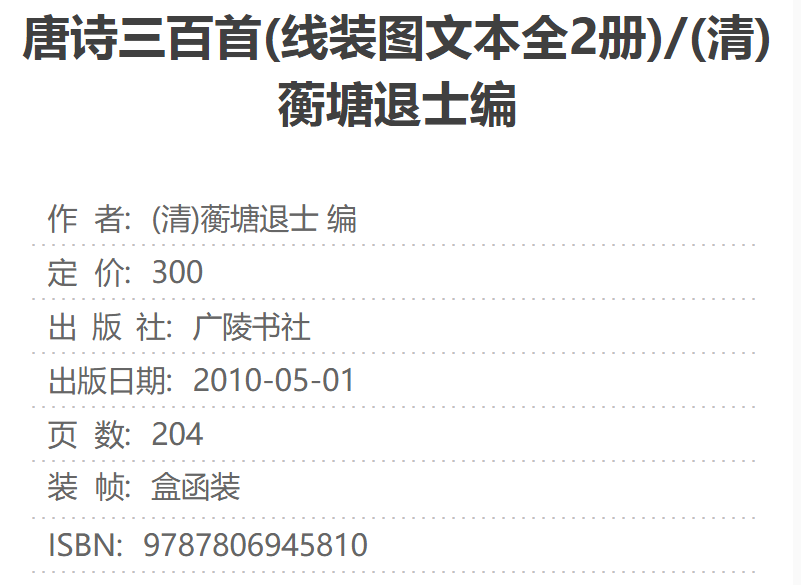 唐诗三百首(线装图文本全2册)/(清)
蘅塘退士编
作 者: (清)蘅塘退士 编
定 价: 300
出 版 社: 广陵书社
出版日期: 2010-05-01
页 数: 204
装 帧: 盒函装
ISBN: 9787806945810